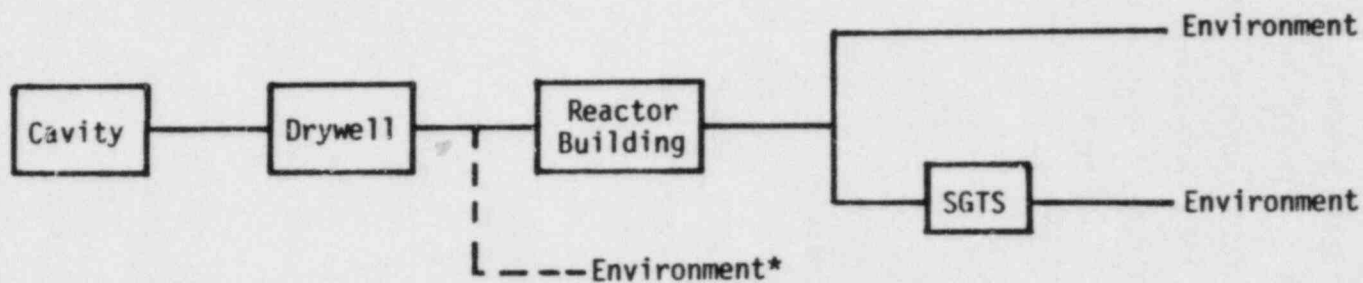 Environment
Cavity
Drywell
Reactor
Building
SGTS
Environment
Environment*